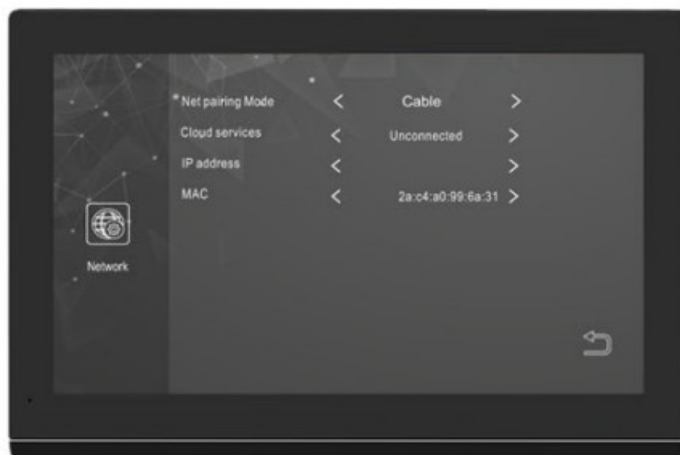 Net pairing Mode < Cable >
Cloud services < Unconnected >
IP address < >
MAC < 2a:c4:a0:99:6a:31 >
Network